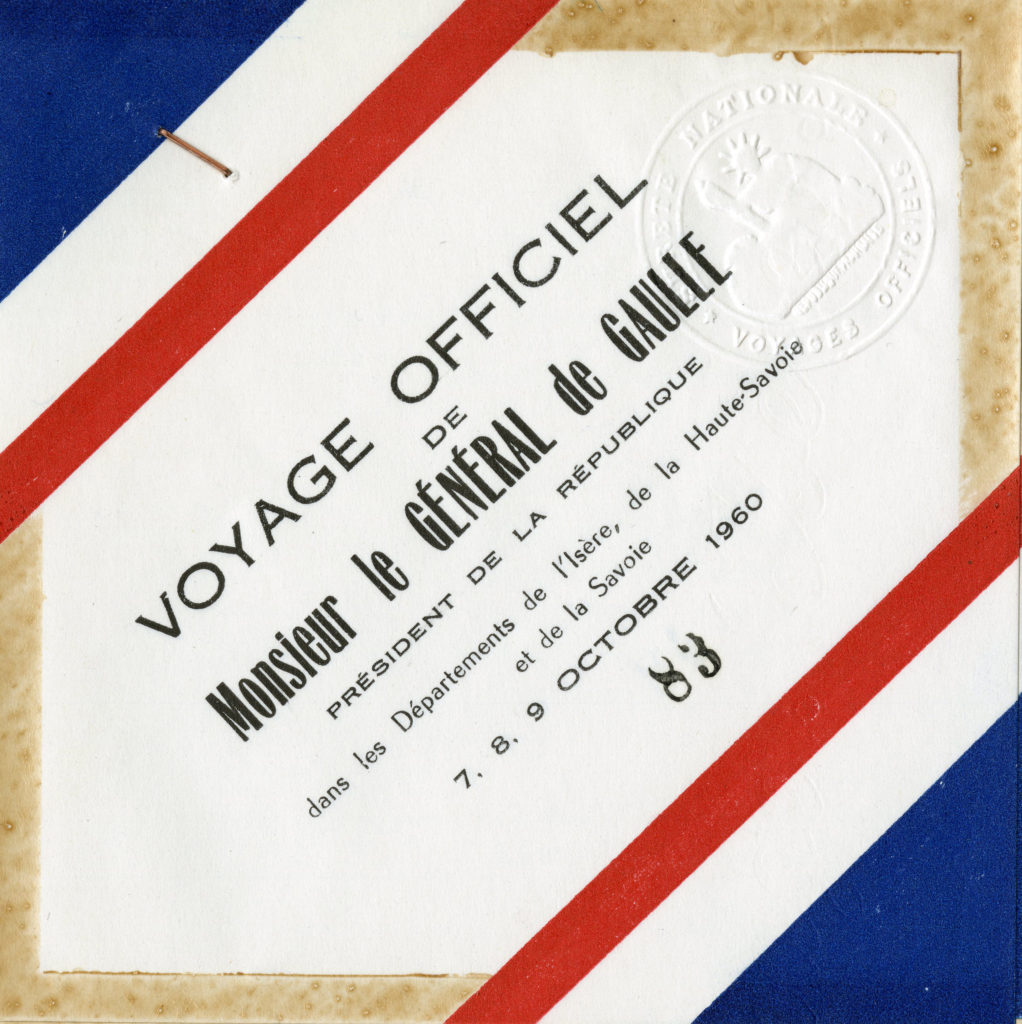 VOYAGE OFFICIEL
DE
Monsieur le GÉNÉRAL de GAULLE
PRÉSIDENT DE LA RÉPUBLIQUE
dans les Départements de l'Isère, de la Haute-Savoie
et de la Savoie
7, 8, 9 OCTOBRE 1960
83
NATIONALE
* VOYAGES OFFICIELS *